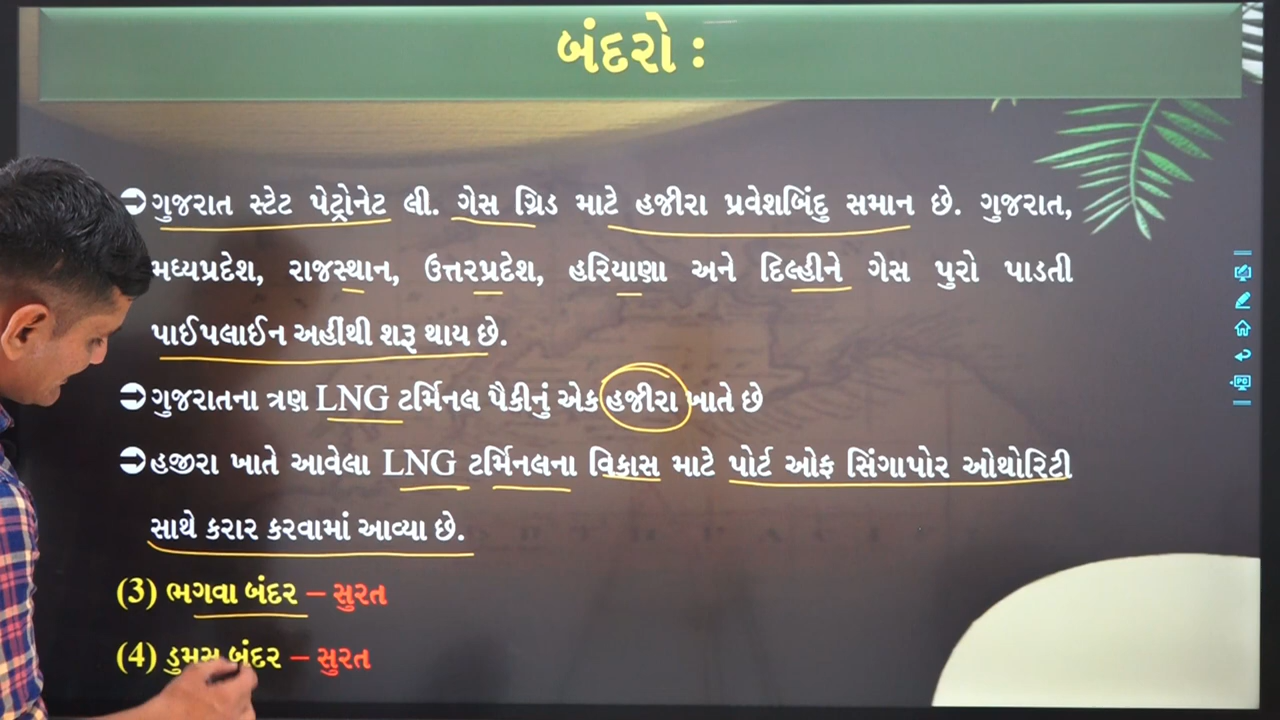 બંદરો :
➲ ગુજરાત સ્ટેટ પેટ્રોનેટ લી. ગેસ ગ્રિડ માટે હજીરા પ્રવેશબિંદુ સમાન છે. ગુજરાત,
મધ્યપ્રદેશ, રાજસ્થાન, ઉત્તરપ્રદેશ, હરિયાણા અને દિલ્હીને ગેસ પુરો પાડતી
પાઈપલાઈન અહીંથી શરૂ થાય છે.
➲ ગુજરાતના ત્રણ LNG ટર્મિનલ પૈકીનું એક હજીરા ખાતે છે
➲ હજીરા ખાતે આવેલા LNG ટર્મિનલના વિકાસ માટે પોર્ટ ઓફ સિંગાપોર ઓથોરિટી
સાથે કરાર કરવામાં આવ્યા છે.
(3) ભગવા બંદર – સુરત
(4) ડુમસ બંદર – સુરત